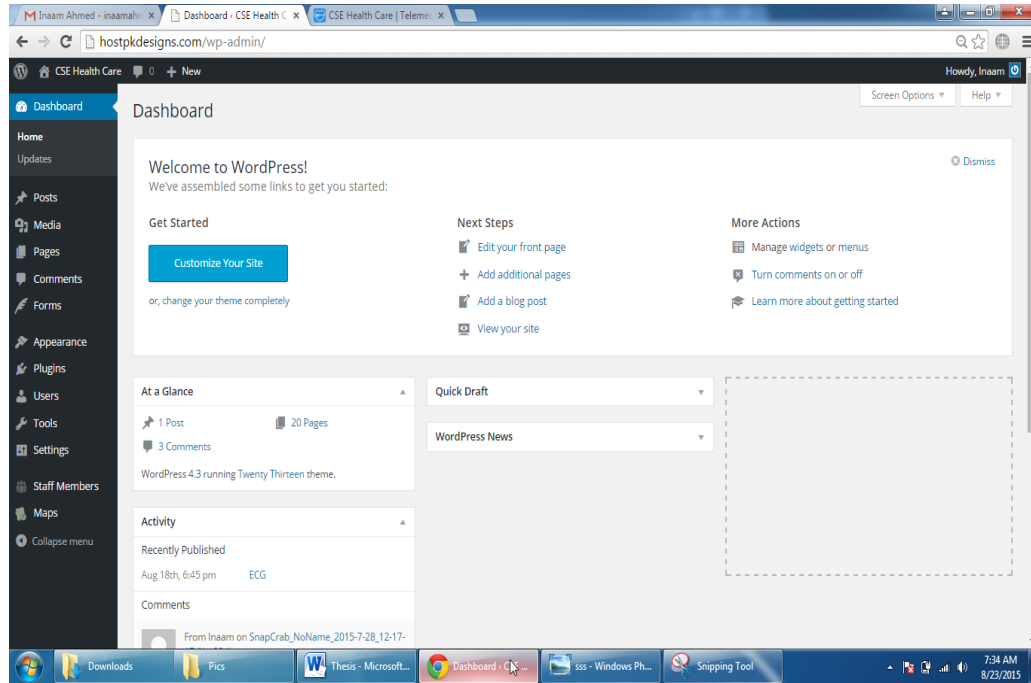 Inaam Ahmed - inaamahm
Dashboard ‹ CSE Health C
CSE Health Care | Teleme
hostpkdesigns.com/wp-admin/
CSE Health Care 0 + New Howdy, Inaam
Screen Options Help
Dashboard
Home
Updates
Posts
Media
Pages
Comments
Forms
Appearance
Plugins
Users
Tools
Settings
Staff Members
Maps
Collapse menu
Dashboard
Welcome to WordPress!
Dismiss
We've assembled some links to get you started:
Get Started
Customize Your Site
or, change your theme completely
Next Steps
Edit your front page
Add additional pages
Add a blog post
View your site
More Actions
Manage widgets or menus
Turn comments on or off
Learn more about getting started
At a Glance
1 Post 20 Pages
3 Comments
WordPress 4.3 running Twenty Thirteen theme.
Activity
Recently Published
Aug 18th, 6:45 pm ECG
Comments
From Inaam on SnapCrab_NoName_2015-7-28_12-17-
Quick Draft
WordPress News
Downloads
Pics
Thesis - Microsoft...
Dashboard ‹ C...
sss - Windows Ph...
Snipping Tool
7:34 AM
8/23/2015